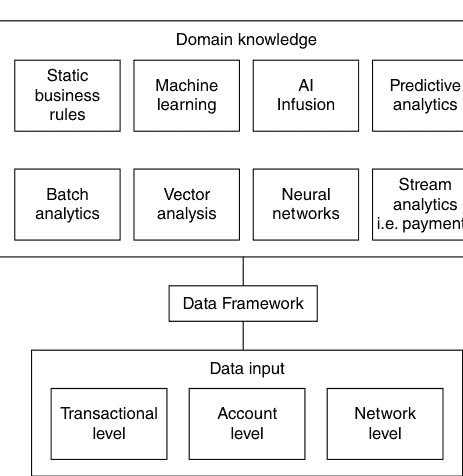 Domain knowledge
Static
business
rules
Machine
learning
AI
Infusion
Predictive
analytics
Batch
analytics
Vector
analysis
Neural
networks
Stream
analytics
i.e. payment
Data Framework
Data input
Transactional
level
Account
level
Network
level